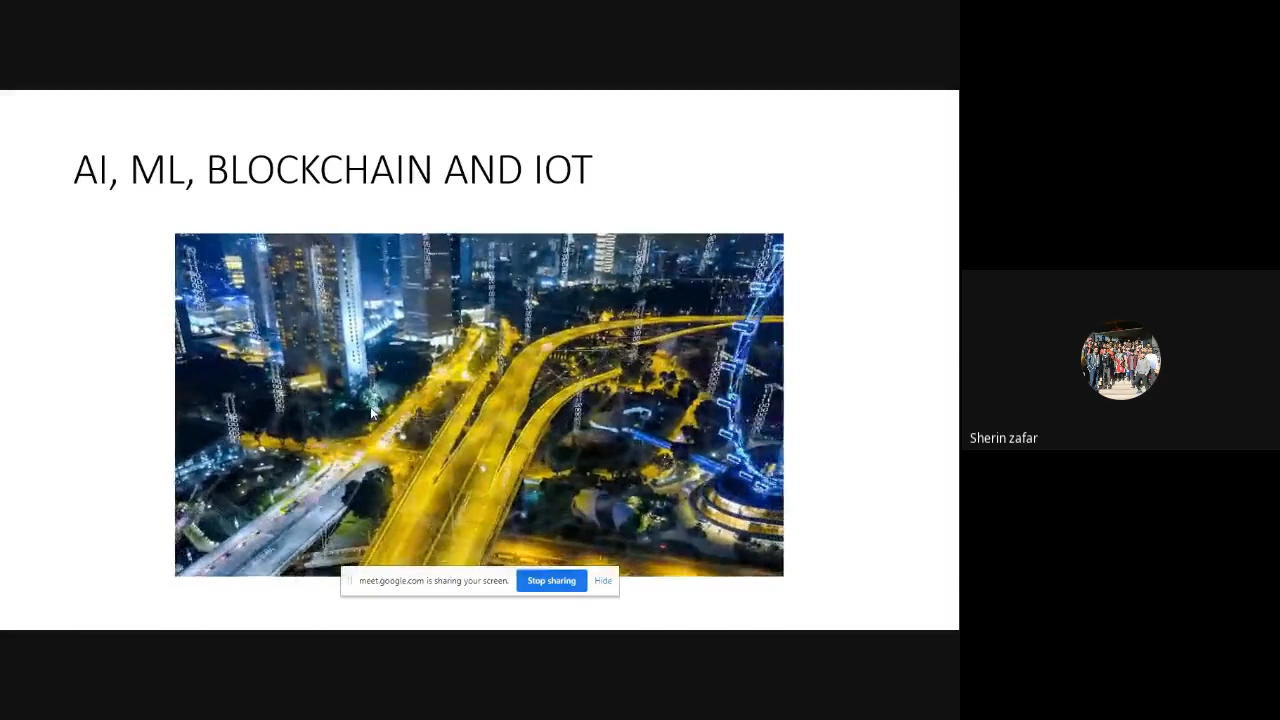 AI, ML, BLOCKCHAIN AND IOT
meet.google.com is sharing your screen.
Stop sharing
Hide
Sherin zafar